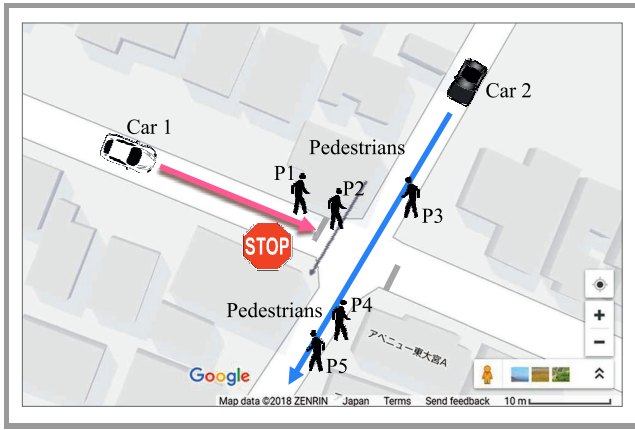 Car 2
Car 1
Pedestrians
P1
P2
P3
STOP
Pedestrians
P4
アベニュー東大宮A
P5
Google
Map data ©2018 ZENRIN Japan Terms Send feedback 10 m